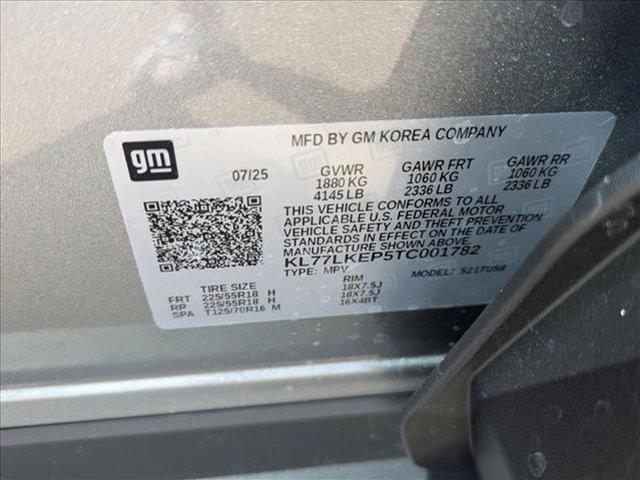 gm
MFD BY GM KOREA COMPANY
07/25 GVWR GAWR FRT GAWR RR
1880 KG 1060 KG 1060 KG
4145 LB 2336 LB 2336 LB
THIS VEHICLE CONFORMS TO ALL
APPLICABLE U.S. FEDERAL MOTOR
VEHICLE SAFETY AND THEFT PREVENTION
STANDARDS IN EFFECT ON THE DATE OF
MANUFACTURE SHOWN ABOVE.
KL77LKEP5TC001782
TYPE: MPV MODEL: 521TU58
TIRE SIZE RIM
FRT 225/55R18 H 18X7.5J
RR 225/55R18 H 18X7.5J
SPA T125/70R16 M 16X4BT